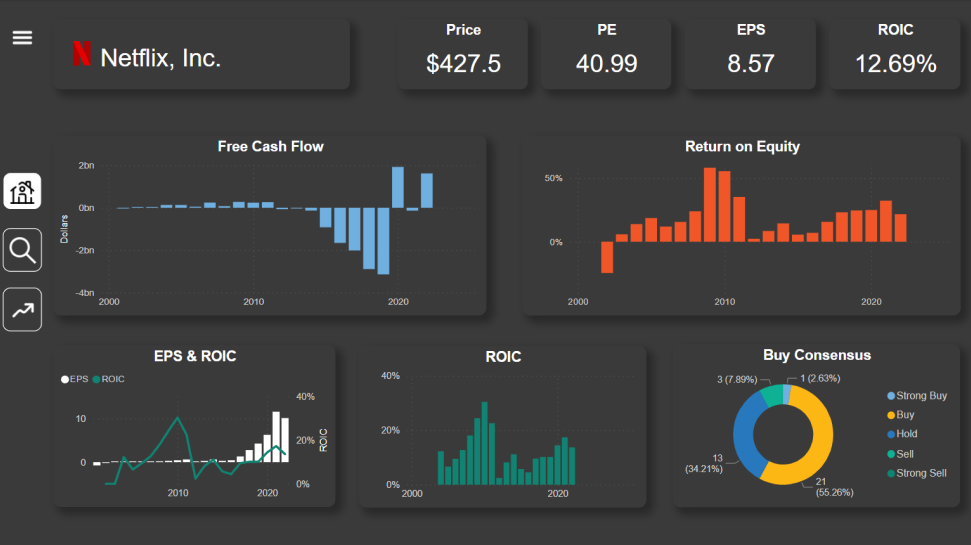 Netflix, Inc.
Price
$427.5
PE
40.99
EPS
8.57
ROIC
12.69%
Free Cash Flow
2bn
0bn
-2bn
-4bn
Dollars
2000
2010
2020
Return on Equity
50%
0%
2000
2010
2020
EPS & ROIC
EPS
ROIC
10
0
40%
20%
0%
ROIC
2010
2020
ROIC
40%
20%
0%
2000
2020
Buy Consensus
3 (7.89%)
1 (2.63%)
13
(34.21%)
21
(55.26%)
Strong Buy
Buy
Hold
Sell
Strong Sell